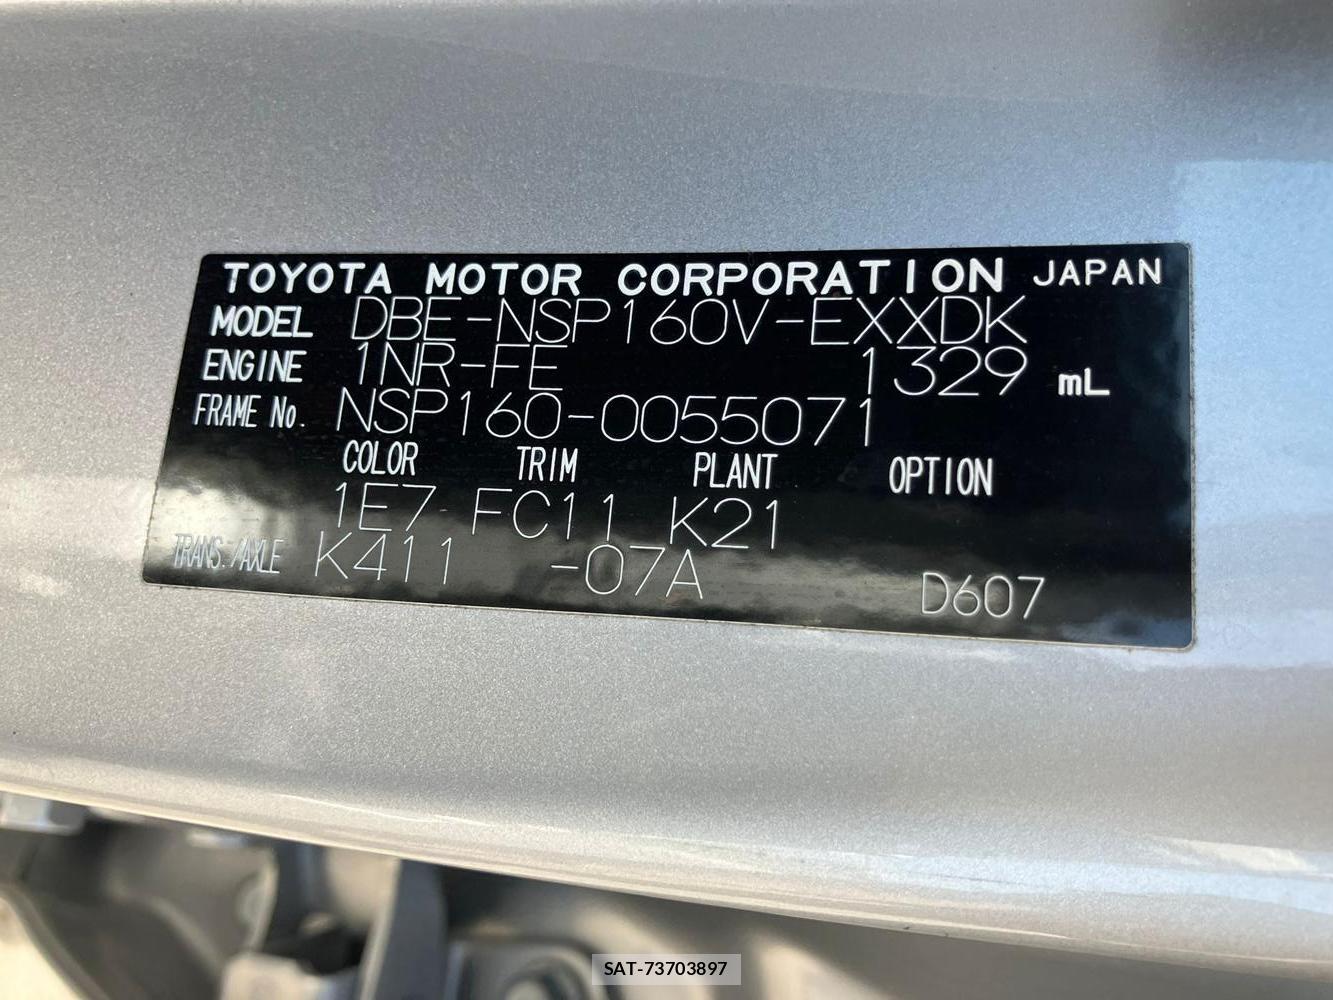 TOYOTA MOTOR CORPORATION JAPAN
MODEL DBE-NSP160V-EXXDK
ENGINE 1NR-FE 1329 mL
FRAME No. NSP160-0055071
COLOR TRIM PLANT OPTION
1E7 FC11 K21
TRANS./AXLE K411 -07A D607
SAT-73703897